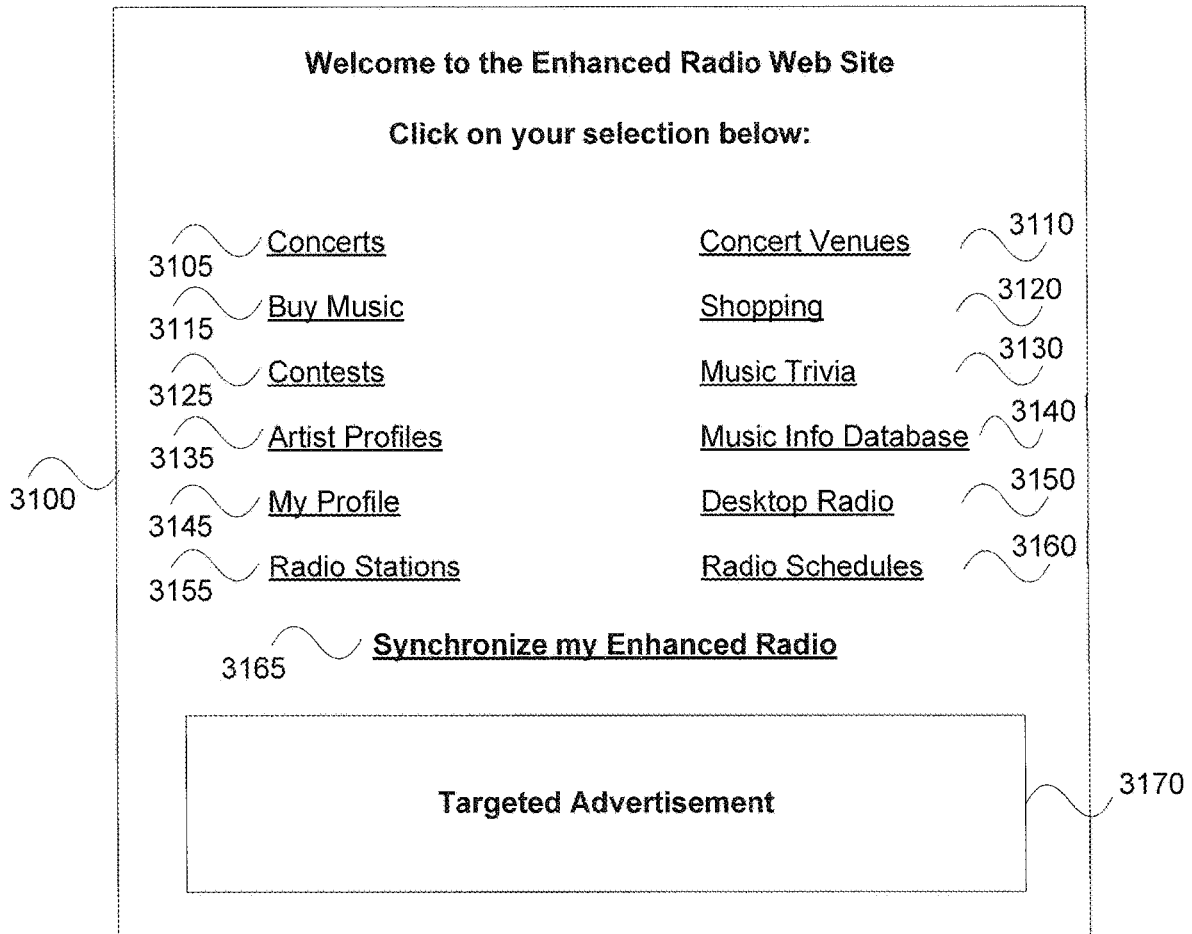 Welcome to the Enhanced Radio Web Site
Click on your selection below:
3105 Concerts Concert Venues 3110
3115 Buy Music Shopping 3120
3125 Contests Music Trivia 3130
3135 Artist Profiles Music Info Database 3140
3100
3145 My Profile Desktop Radio 3150
3155 Radio Stations Radio Schedules 3160
3165 Synchronize my Enhanced Radio
Targeted Advertisement 3170